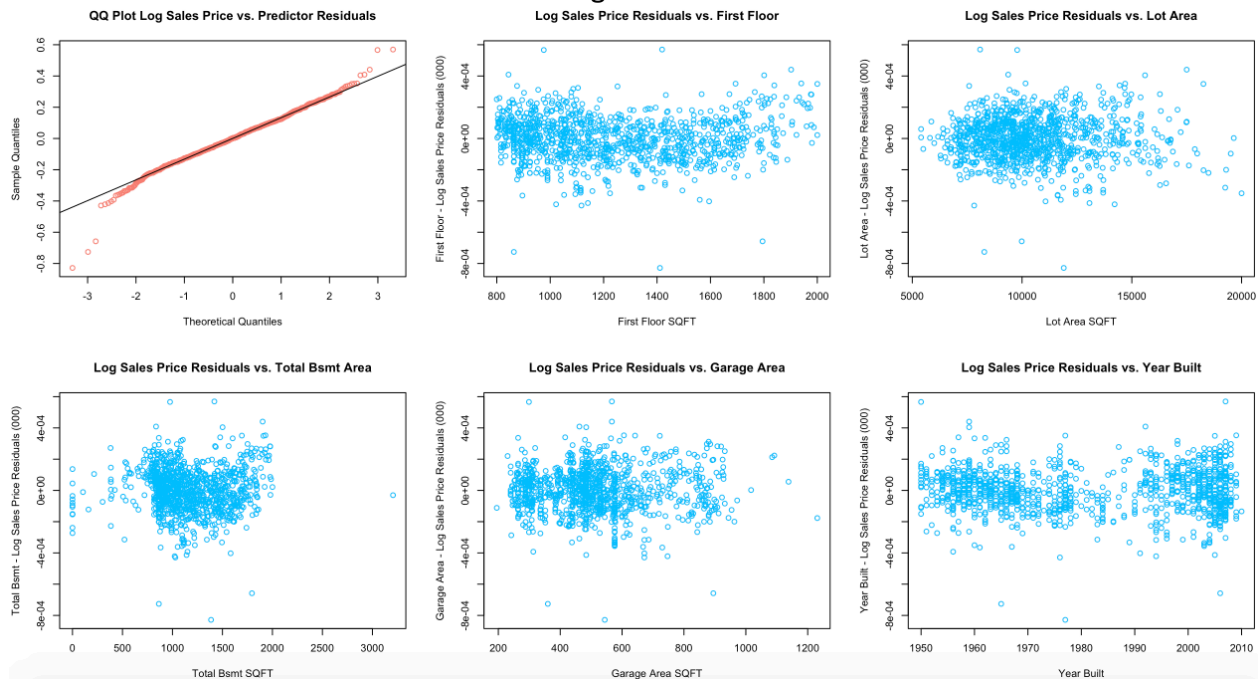 QQ Plot Log Sales Price vs. Predictor Residuals
Sample Quantiles
-0.8 -0.6 -0.4 -0.2 0.0 0.2 0.4 0.6
-3 -2 -1 0 1 2 3
Theoretical Quantiles
Log Sales Price Residuals vs. First Floor
First Floor - Log Sales Price Residuals (000)
-8e-04 -4e-04 0e+00 4e-04
800 1000 1200 1400 1600 1800 2000
First Floor SQFT
Log Sales Price Residuals vs. Lot Area
Lot Area - Log Sales Price Residuals (000)
-8e-04 -4e-04 0e+00 4e-04
5000 10000 15000 20000
Lot Area SQFT
Log Sales Price Residuals vs. Total Bsmt Area
Total Bsmt - Log Sales Price Residuals (000)
-8e-04 -4e-04 0e+00 4e-04
0 500 1000 1500 2000 2500 3000
Total Bsmt SQFT
Log Sales Price Residuals vs. Garage Area
Garage Area - Log Sales Price Residuals (000)
-8e-04 -4e-04 0e+00 4e-04
200 400 600 800 1000 1200
Garage Area SQFT
Log Sales Price Residuals vs. Year Built
Year Built - Log Sales Price Residuals (000)
-8e-04 -4e-04 0e+00 4e-04
1950 1960 1970 1980 1990 2000 2010
Year Built